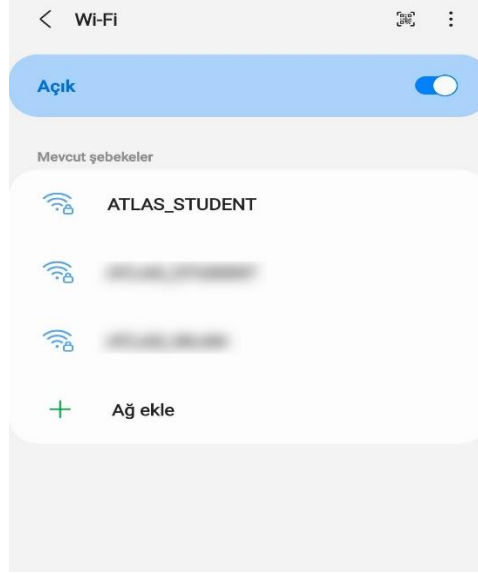 Wi-Fi
Açık
Mevcut şebekeler
ATLAS_STUDENT
Ağ ekle